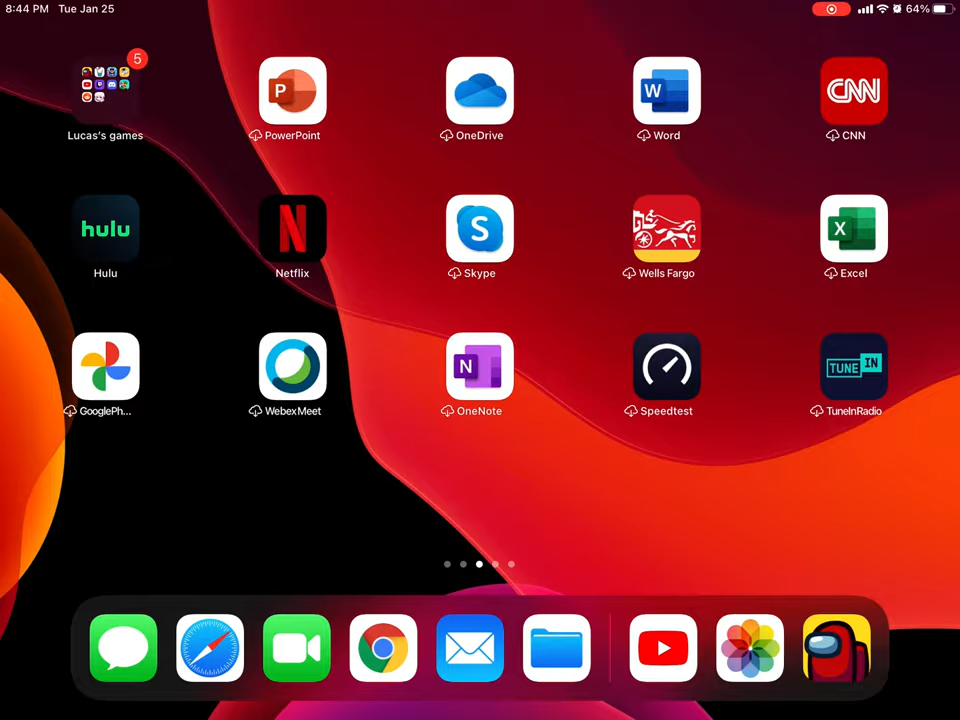 8:44 PM Tue Jan 25 64%
5
Lucas's games PowerPoint OneDrive Word CNN
P W CNN
hulu N S X
Hulu Netflix Skype Wells Fargo Excel
N TUNE IN
GooglePh... WebexMeet OneNote Speedtest TuneInRadio